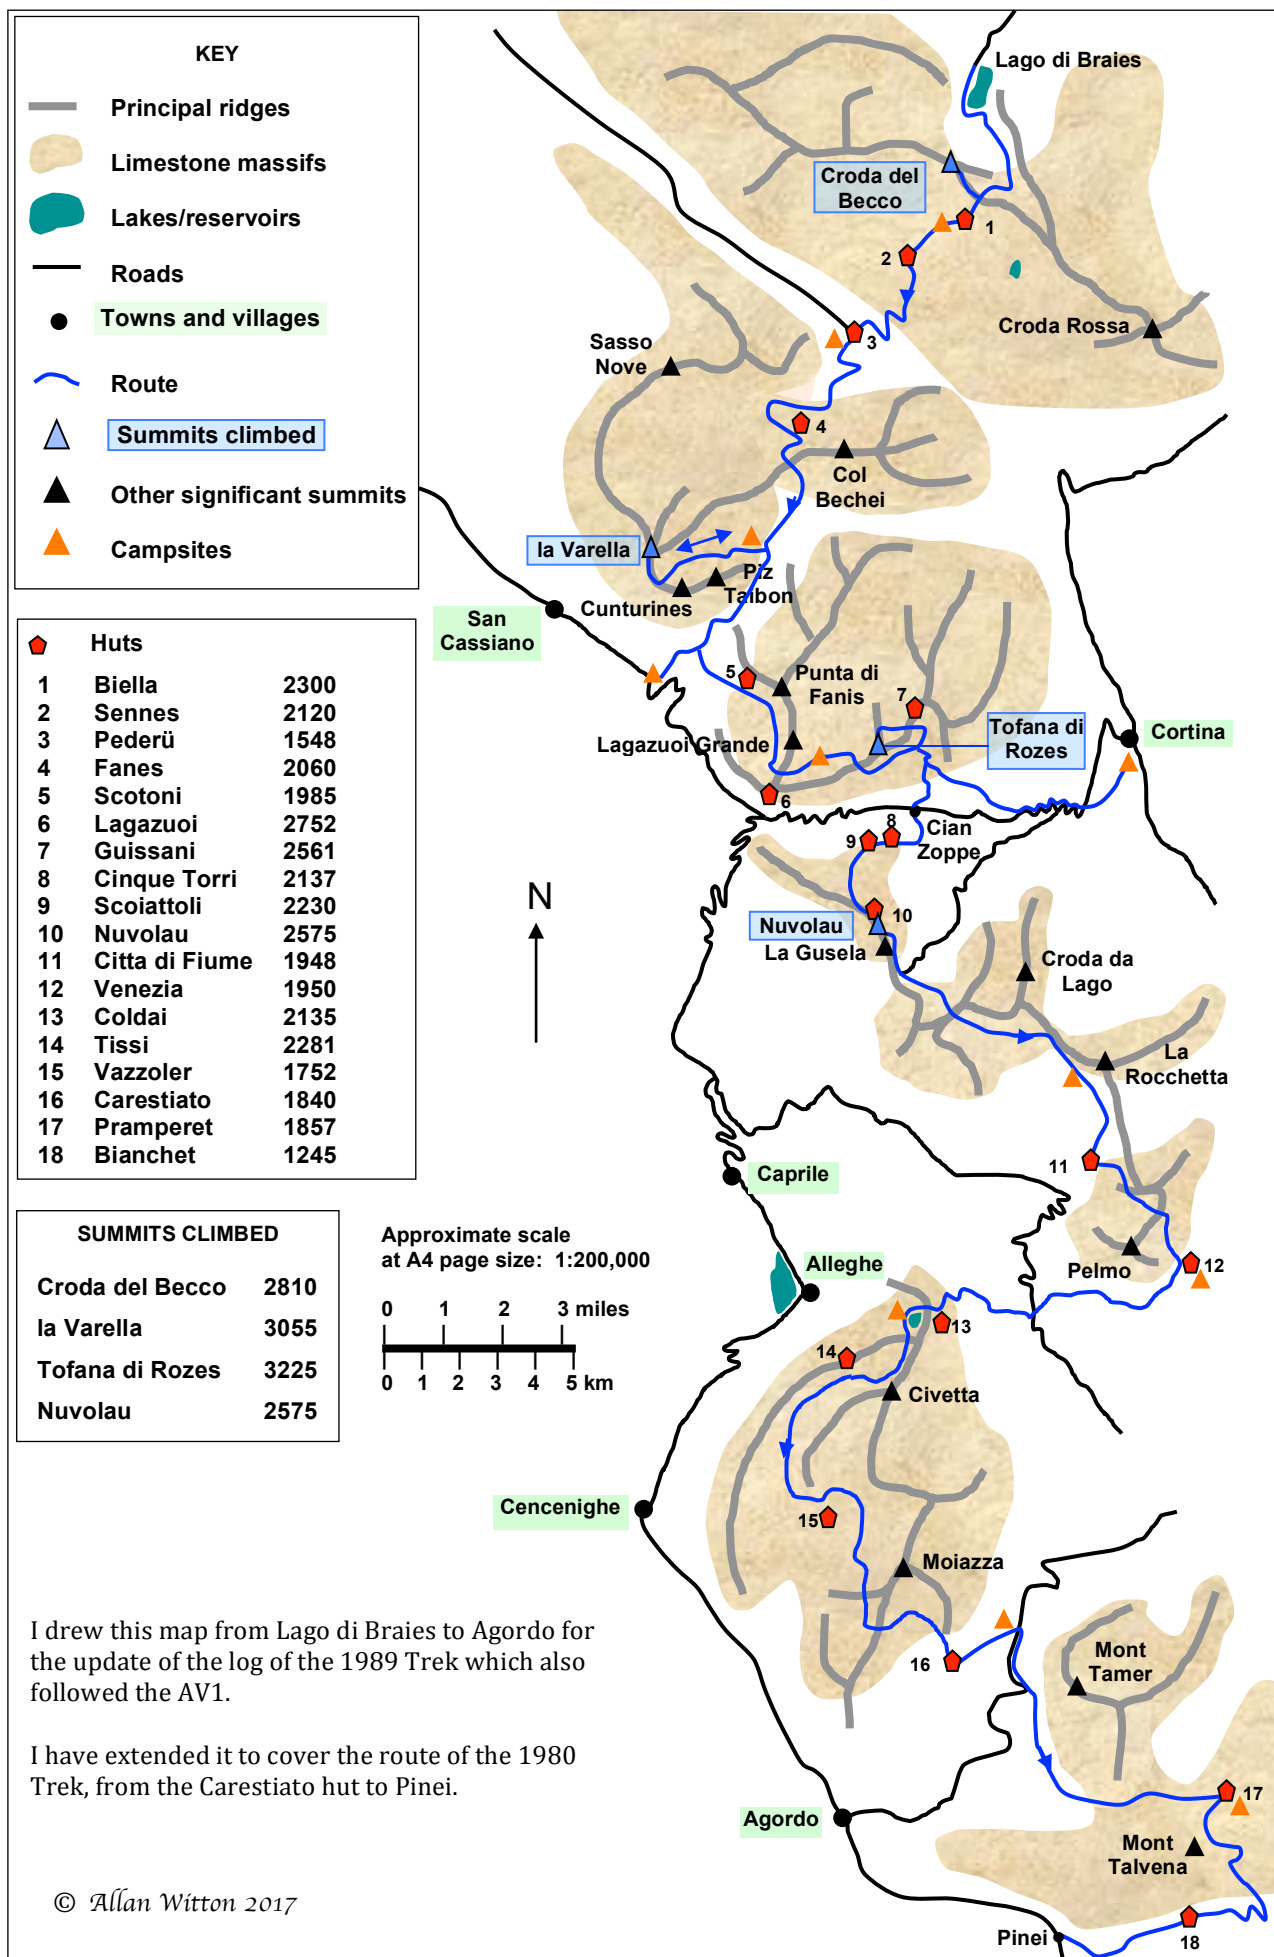 KEY
Principal ridges
Limestone massifs
Lakes/reservoirs
Roads
Towns and villages
Route
Summits climbed
Other significant summits
Campsites
Huts
1 Biella 2300
2 Sennes 2120
3 Pederü 1548
4 Fanes 2060
5 Scotoni 1985
6 Lagazuoi 2752
7 Guissani 2561
8 Cinque Torri 2137
9 Scoiattoli 2230
10 Nuvolau 2575
11 Citta di Fiume 1948
12 Venezia 1950
13 Coldai 2135
14 Tissi 2281
15 Vazzoler 1752
16 Carestiato 1840
17 Pramperet 1857
18 Bianchet 1245
SUMMITS CLIMBED
Croda del Becco 2810
la Varella 3055
Tofana di Rozes 3225
Nuvolau 2575
Approximate scale
at A4 page size: 1:200,000
0 1 2 3 miles
0 1 2 3 4 5 km
N
Lago di Braies
Croda del
Becco
1
2
Croda Rossa
3
Sasso
Nove
4
Col
Bechei
la Varella
Piz
Taibon
Cunturines
San
Cassiano
5
Punta di
Fanis
7
Tofana di
Rozes
Cortina
Lagazuoi Grande
6
8
Cian
Zoppe
9
10
Nuvolau
La Gusela
Croda da
Lago
La
Rocchetta
11
Caprile
Pelmo
12
Alleghe
13
14
Civetta
Cencenighe
15
Moiazza
16
Mont
Tamer
17
Agordo
Mont
Talvena
Pinei
18
I drew this map from Lago di Braies to Agordo for
the update of the log of the 1989 Trek which also
followed the AV1.
I have extended it to cover the route of the 1980
Trek, from the Carestiato hut to Pinei.
© Allan Witton 2017